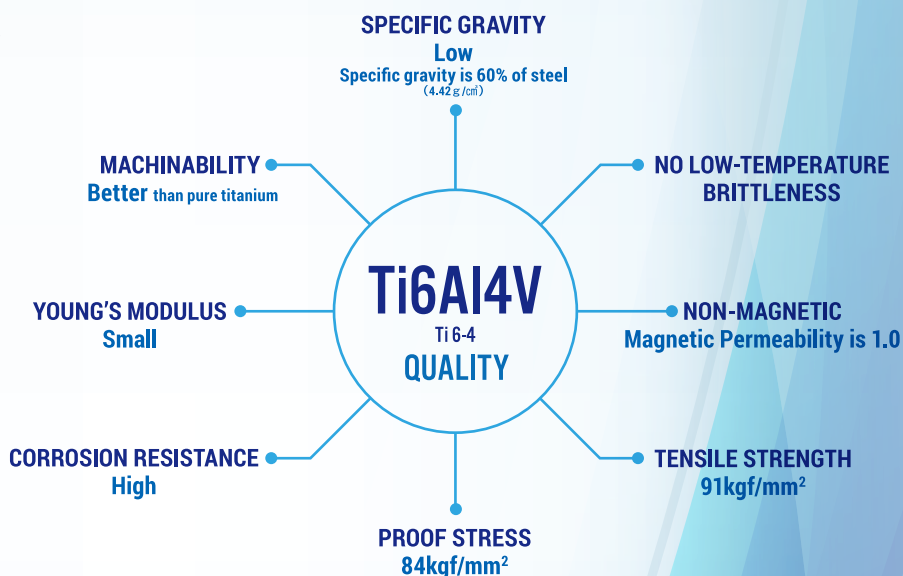 SPECIFIC GRAVITY
Low
Specific gravity is 60% of steel
(4.42g/㎤)
MACHINABILITY
Better than pure titanium
NO LOW-TEMPERATURE
BRITTLENESS
Ti6Al4V
Ti 6-4
QUALITY
YOUNG'S MODULUS
Small
NON-MAGNETIC
Magnetic Permeability is 1.0
CORROSION RESISTANCE
High
TENSILE STRENGTH
91kgf/mm²
PROOF STRESS
84kgf/mm²